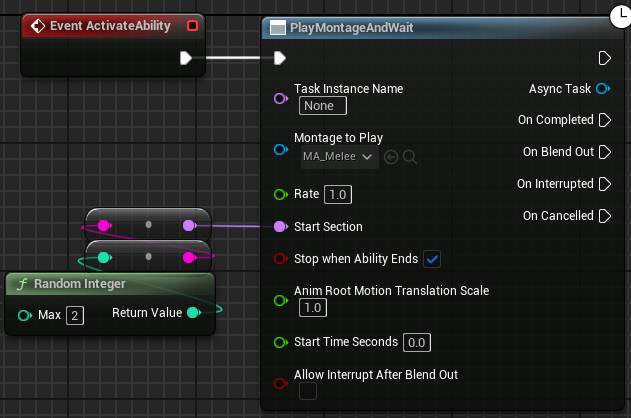 Event ActivateAbility
PlayMontageAndWait
Task Instance Name
None
Async Task
On Completed
Montage to Play
MA_Melee
On Blend Out
On Interrupted
Rate 1.0
On Cancelled
Start Section
Stop when Ability Ends
f Random Integer
Max 2 Return Value
Anim Root Motion Translation Scale
1.0
Start Time Seconds 0.0
Allow Interrupt After Blend Out